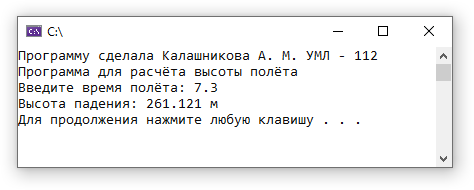 C:\
Программу сделала Калашникова А. М. УМЛ - 112
Программа для расчёта высоты полёта
Введите время полёта: 7.3
Высота падения: 261.121 м
Для продолжения нажмите любую клавишу . . .